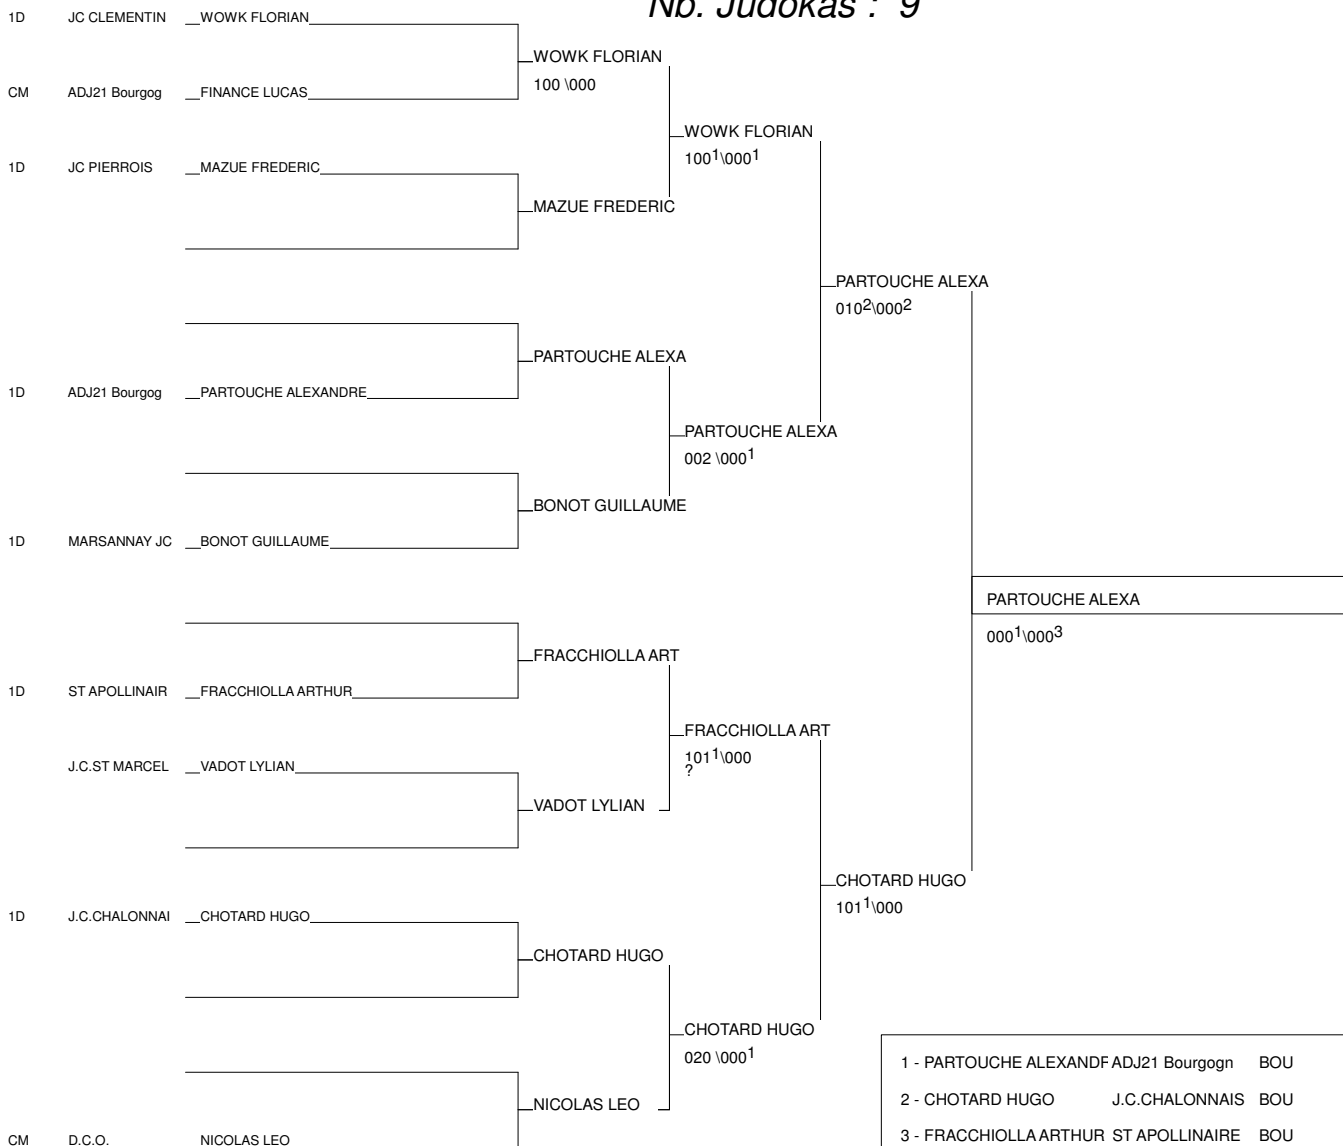 Nb. Judokas : 9
1D JC CLEMENTIN WOWK FLORIAN
WOWK FLORIAN
100 \000
CM ADJ21 Bourgog FINANCE LUCAS
WOWK FLORIAN
100¹\000¹
1D JC PIERROIS MAZUE FREDERIC
MAZUE FREDERIC
PARTOUCHE ALEXA
010²\000²
PARTOUCHE ALEXA
1D ADJ21 Bourgog PARTOUCHE ALEXANDRE
PARTOUCHE ALEXA
002 \000¹
BONOT GUILLAUME
1D MARSANNAY JC BONOT GUILLAUME
PARTOUCHE ALEXA
000¹\000³
FRACCHIOLLA ART
1D ST APOLLINAIR FRACCHIOLLA ARTHUR
FRACCHIOLLA ART
101¹\000
?
J.C.ST MARCEL VADOT LYLIAN
VADOT LYLIAN
CHOTARD HUGO
101¹\000
1D J.C.CHALONNAI CHOTARD HUGO
CHOTARD HUGO
CHOTARD HUGO
020 \000¹
NICOLAS LEO
CM D.C.O. NICOLAS LEO
1 - PARTOUCHE ALEXANDR ADJ21 Bourgogn BOU
2 - CHOTARD HUGO J.C.CHALONNAIS BOU
3 - FRACCHIOLLA ARTHUR ST APOLLINAIRE BOU